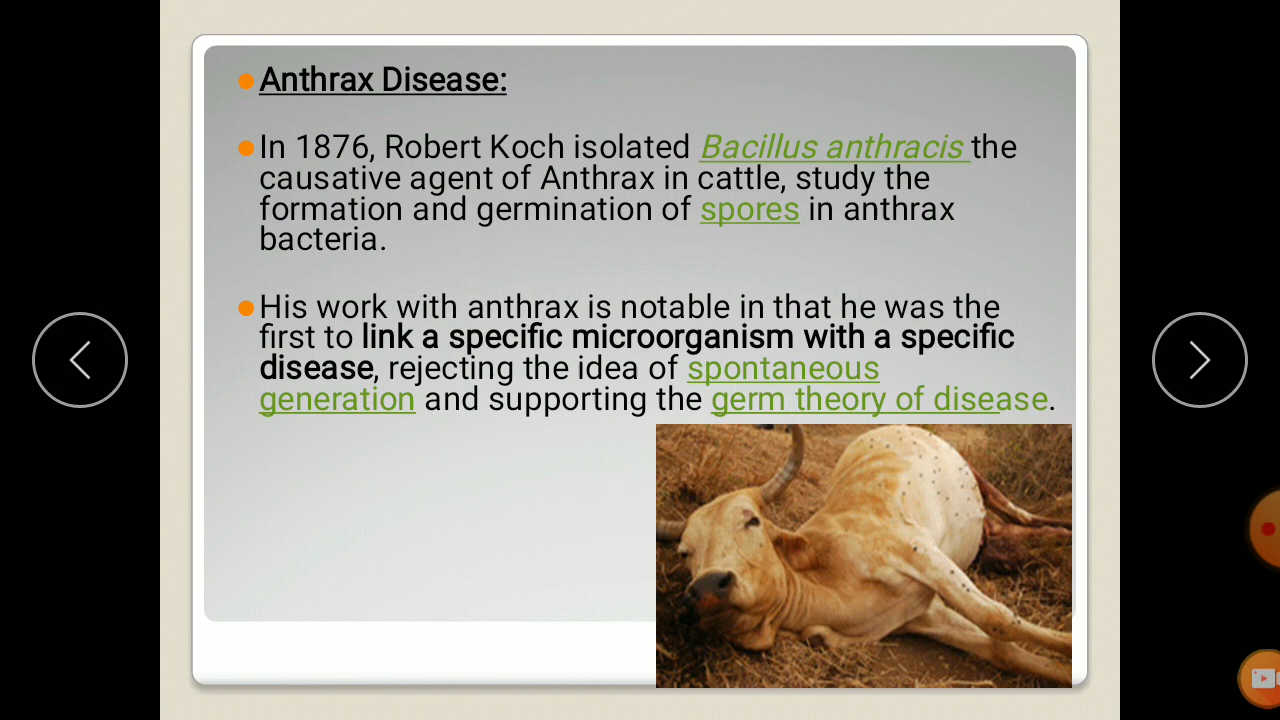 Anthrax Disease:
In 1876, Robert Koch isolated Bacillus anthracis the
causative agent of Anthrax in cattle, study the
formation and germination of spores in anthrax
bacteria.
His work with anthrax is notable in that he was the
first to link a specific microorganism with a specific
disease, rejecting the idea of spontaneous
generation and supporting the germ theory of disease.